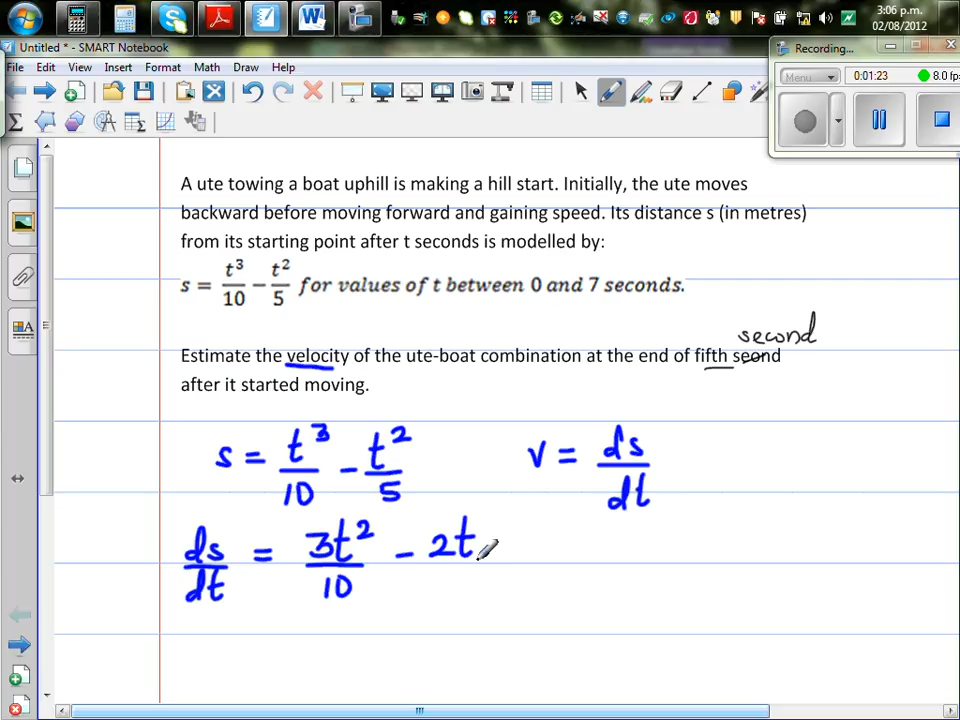 3:06 p.m.
02/08/2012
Untitled * - SMART Notebook
Recording...
File Edit View Insert Format Math Draw Help
Menu 0:01:23 8.0 fp
A ute towing a boat uphill is making a hill start. Initially, the ute moves
backward before moving forward and gaining speed. Its distance s (in metres)
from its starting point after t seconds is modelled by:
s = t³/10 − t²/5 for values of t between 0 and 7 seconds.
second
Estimate the velocity of the ute-boat combination at the end of fifth seond
after it started moving.
s = t³/10 − t²/5 v = ds/dt
ds/dt = 3t²/10 − 2t